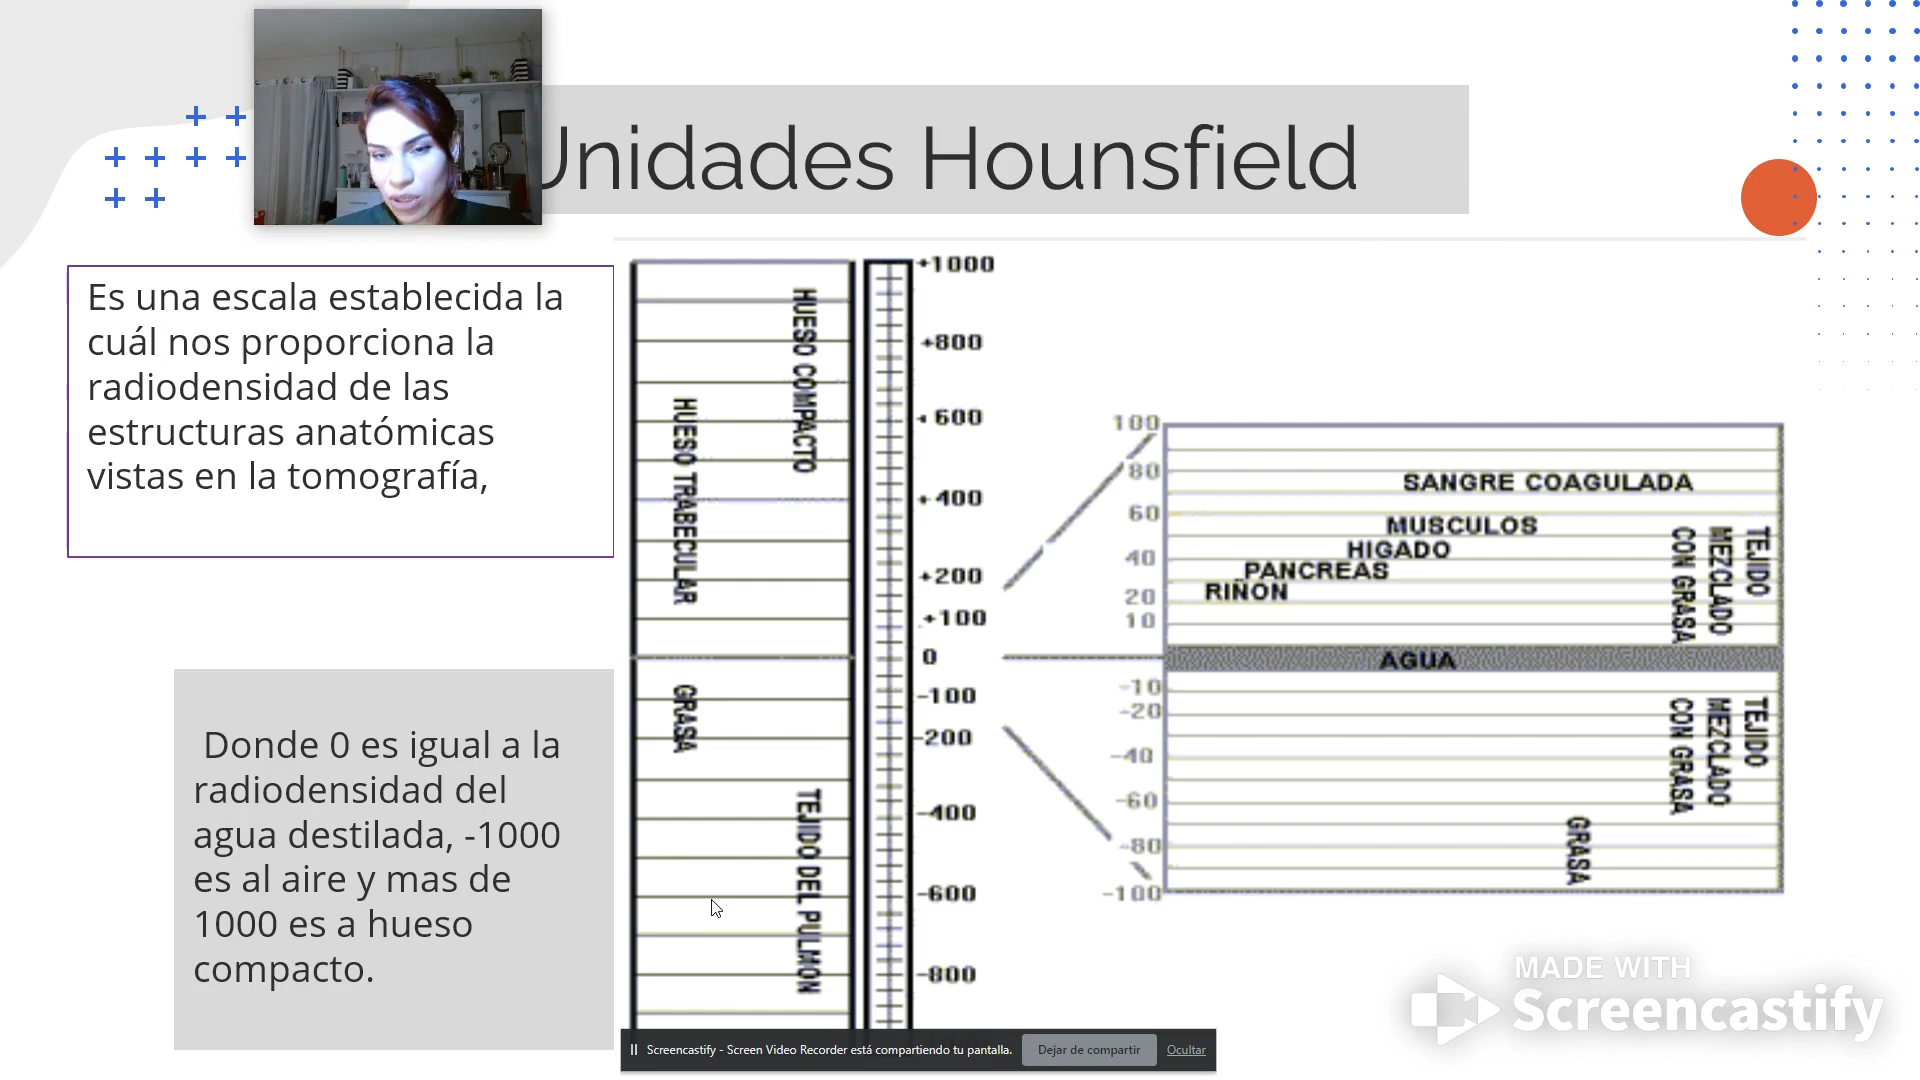 Unidades Hounsfield
Es una escala establecida la
cuál nos proporciona la
radiodensidad de las
estructuras anatómicas
vistas en la tomografía,
Donde 0 es igual a la
radiodensidad del
agua destilada, -1000
es al aire y mas de
1000 es a hueso
compacto.
HUESO COMPACTO
HUESO TRABECULAR
GRASA
TEJIDO DEL PULMON
+1000
+800
+600
+400
+200
+100
0
-100
-200
-400
-600
-800
100
80
60
40
20
10
-10
-20
-40
-60
-80
-100
SANGRE COAGULADA
MUSCULOS
HIGADO
PANCREAS
RIÑON
TEJIDO
MEZCLADO
CON GRASA
AGUA
TEJIDO
MEZCLADO
CON GRASA
GRASA
MADE WITH
Screencastify
Screencastify - Screen Video Recorder está compartiendo tu pantalla.
Dejar de compartir
Ocultar